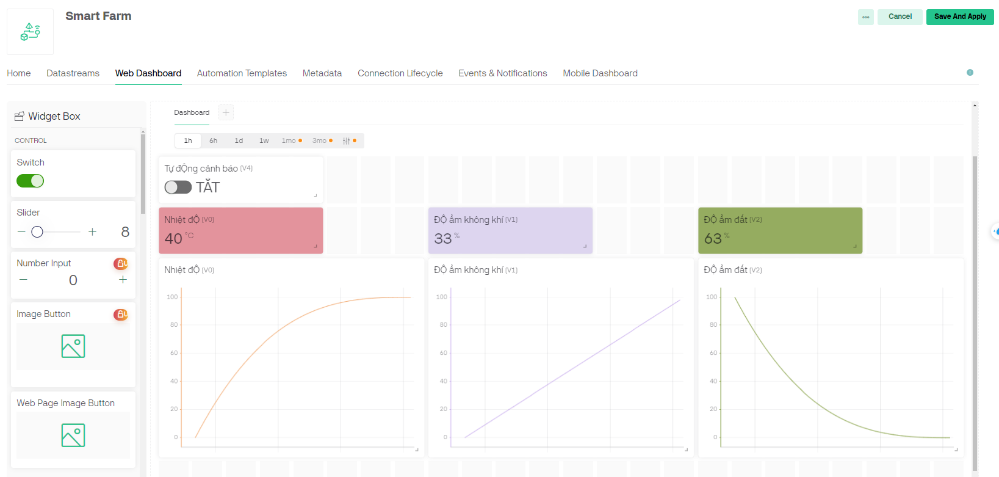 Smart Farm
Cancel
Save And Apply
Home
Datastreams
Web Dashboard
Automation Templates
Metadata
Connection Lifecycle
Events & Notifications
Mobile Dashboard
Widget Box
CONTROL
Switch
Slider
8
Number Input
0
Image Button
Web Page Image Button
Dashboard
1h 6h 1d 1w 1mo 3mo
Tự đỘng cảnh báo (V4)
TẮT
Nhiệt đỘ (V0)
40 °C
ĐỘ ẩm không khí (V1)
33 %
ĐỘ ẩm đất (V2)
63 %
Nhiệt đỘ (V0)
100
80
60
40
20
0
ĐỘ ẩm không khí (V1)
100
80
60
40
20
0
ĐỘ ẩm đất (V2)
100
80
60
40
20
0